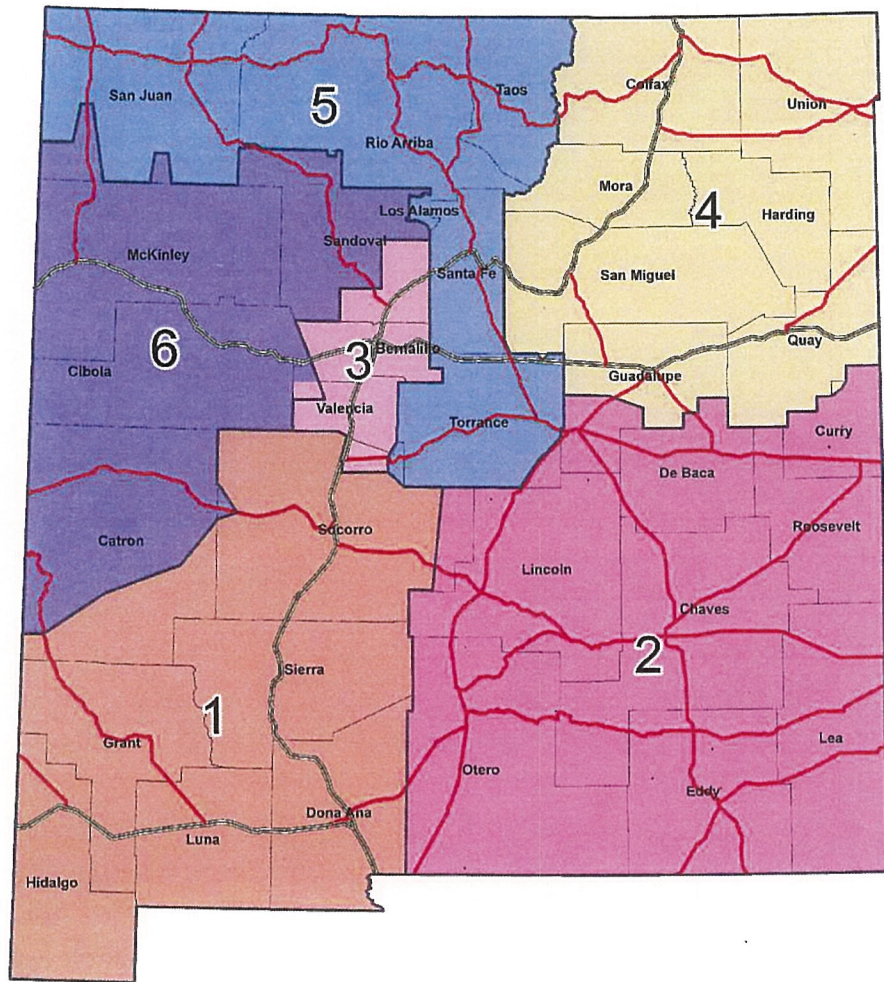 San Juan
5
Taos
Colfax
Union
Rio Arriba
Mora
4
Los Alamos
Harding
McKinley
Sandoval
Santa Fe
San Miguel
6
3
Bernalillo
Quay
Cibola
Guadalupe
Valencia
Torrance
Curry
De Baca
Catron
Socorro
Roosevelt
Lincoln
Chaves
2
Sierra
1
Grant
Lea
Otero
Eddy
Dona Ana
Luna
Hidalgo